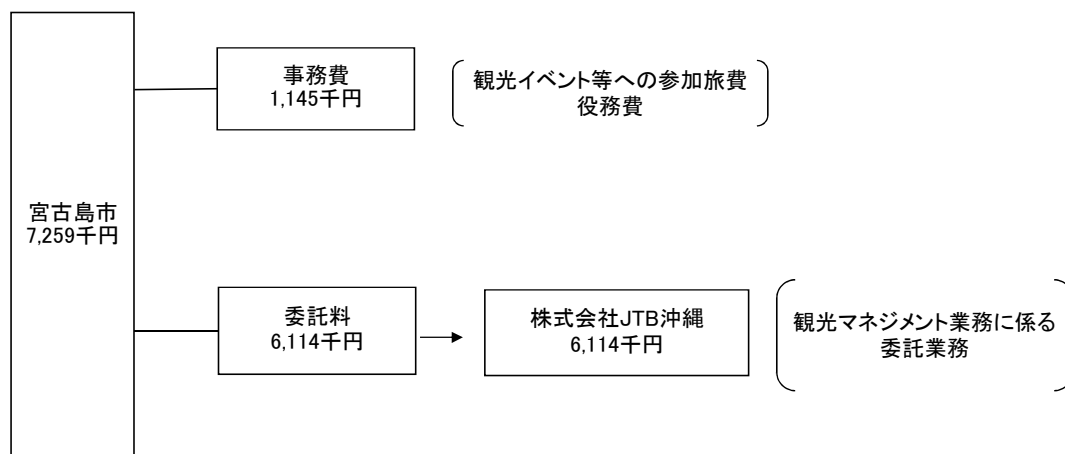 事務費
1,145千円
観光イベント等への参加旅費
役務費
宮古島市
7,259千円
委託料
6,114千円
株式会社JTB沖縄
6,114千円
観光マネジメント業務に係る
委託業務